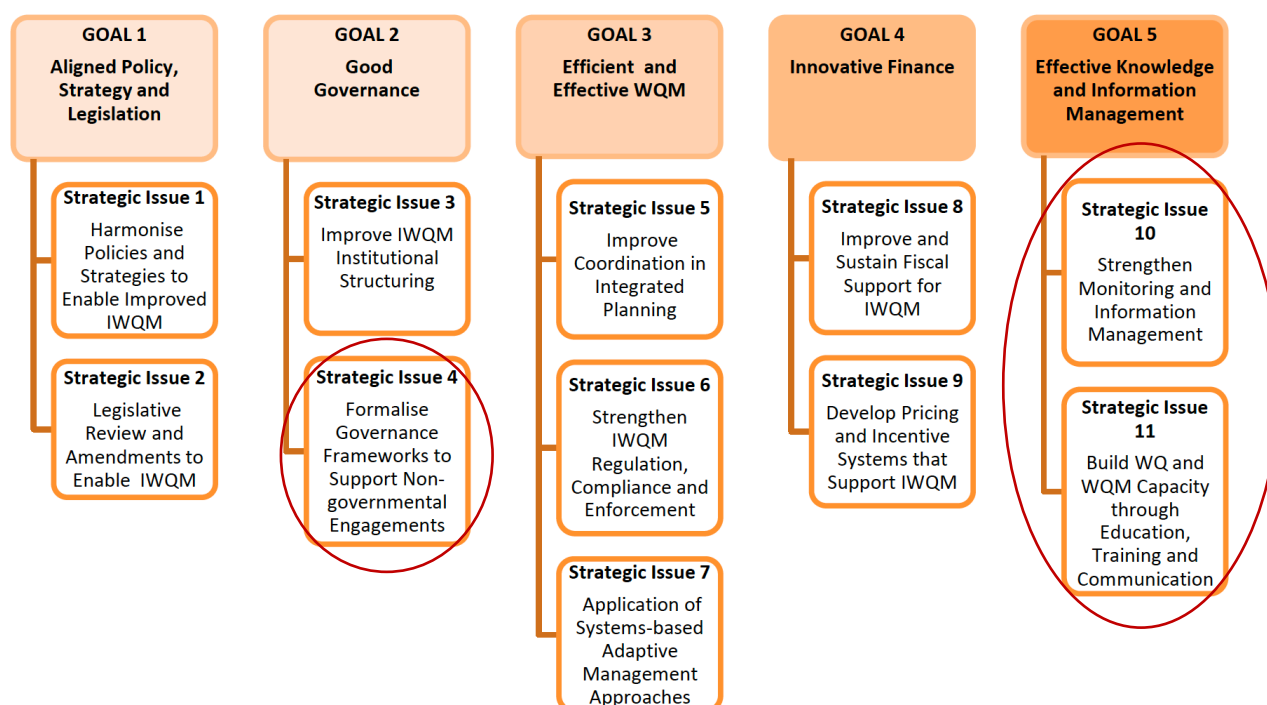 GOAL 1
Aligned Policy,
Strategy and
Legislation
Strategic Issue 1
Harmonise
Policies and
Strategies to
Enable Improved
IWQM
Strategic Issue 2
Legislative
Review and
Amendments to
Enable IWQM
GOAL 2
Good
Governance
Strategic Issue 3
Improve IWQM
Institutional
Structuring
Strategic Issue 4
Formalise
Governance
Frameworks to
Support Non-
governmental
Engagements
GOAL 3
Efficient and
Effective WQM
Strategic Issue 5
Improve
Coordination in
Integrated
Planning
Strategic Issue 6
Strengthen
IWQM
Regulation,
Compliance and
Enforcement
Strategic Issue 7
Application of
Systems-based
Adaptive
Management
Approaches
GOAL 4
Innovative Finance
Strategic Issue 8
Improve and
Sustain Fiscal
Support for
IWQM
Strategic Issue 9
Develop Pricing
and Incentive
Systems that
Support IWQM
GOAL 5
Effective Knowledge
and Information
Management
Strategic Issue
10
Strengthen
Monitoring and
Information
Management
Strategic Issue
11
Build WQ and
WQM Capacity
through
Education,
Training and
Communication